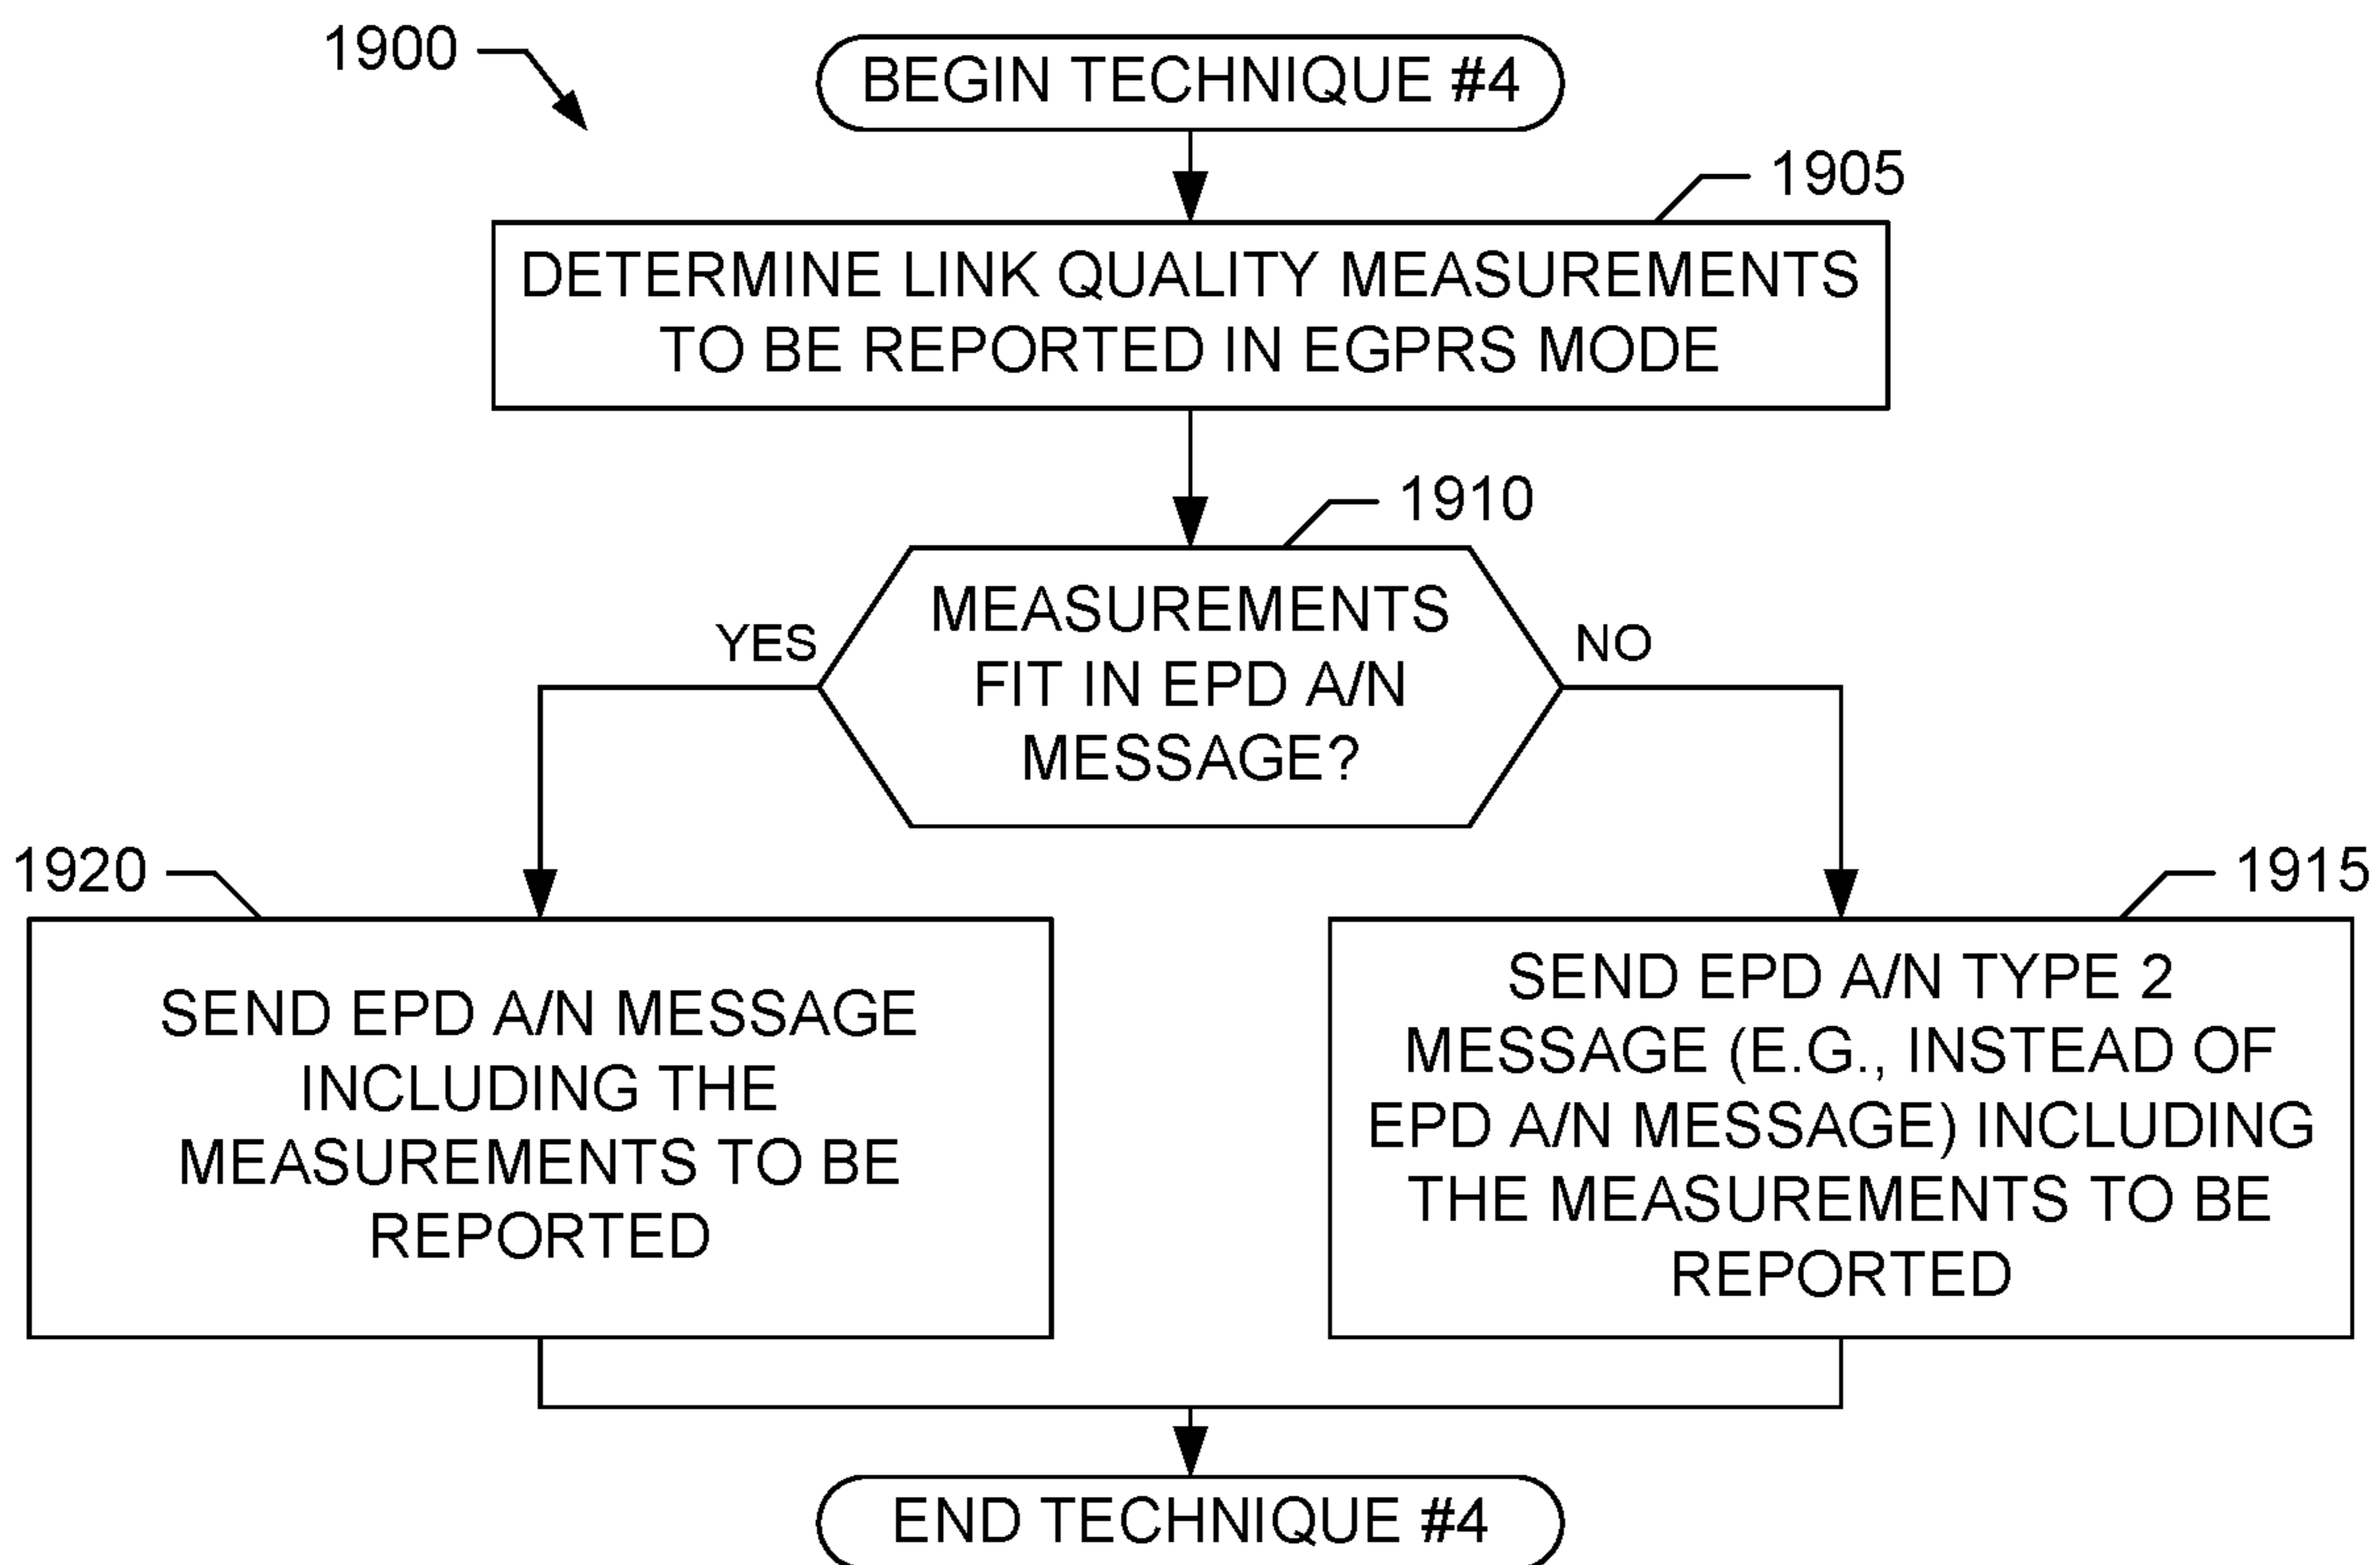 1900
BEGIN TECHNIQUE #4
1905
DETERMINE LINK QUALITY MEASUREMENTS
TO BE REPORTED IN EGPRS MODE
1910
MEASUREMENTS
FIT IN EPD A/N
MESSAGE?
YES
NO
1920
SEND EPD A/N MESSAGE
INCLUDING THE
MEASUREMENTS TO BE
REPORTED
1915
SEND EPD A/N TYPE 2
MESSAGE (E.G., INSTEAD OF
EPD A/N MESSAGE) INCLUDING
THE MEASUREMENTS TO BE
REPORTED
END TECHNIQUE #4